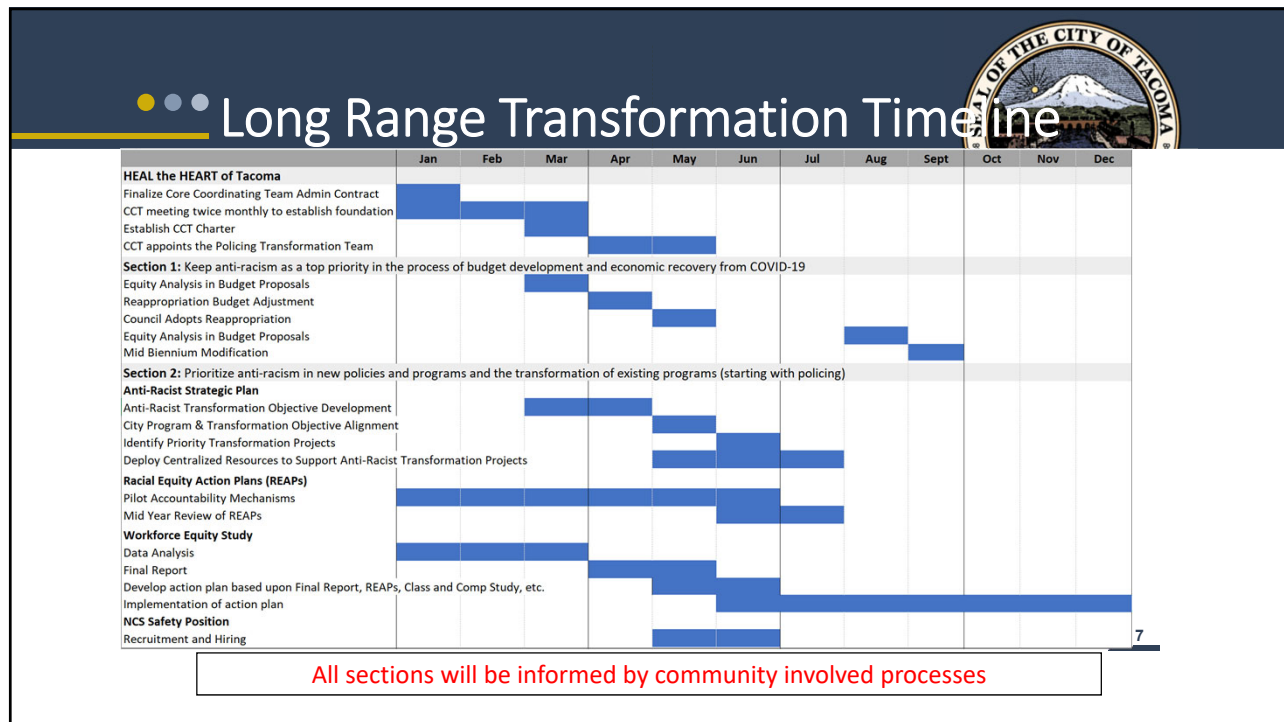 SEAL OF THE CITY OF TACOMA
Long Range Transformation Timeline
Jan Feb Mar Apr May Jun Jul Aug Sept Oct Nov Dec
HEAL the HEART of Tacoma
Finalize Core Coordinating Team Admin Contract
CCT meeting twice monthly to establish foundation
Establish CCT Charter
CCT appoints the Policing Transformation Team
Section 1: Keep anti-racism as a top priority in the process of budget development and economic recovery from COVID-19
Equity Analysis in Budget Proposals
Reappropriation Budget Adjustment
Council Adopts Reappropriation
Equity Analysis in Budget Proposals
Mid Biennium Modification
Section 2: Prioritize anti-racism in new policies and programs and the transformation of existing programs (starting with policing)
Anti-Racist Strategic Plan
Anti-Racist Transformation Objective Development
City Program & Transformation Objective Alignment
Identify Priority Transformation Projects
Deploy Centralized Resources to Support Anti-Racist Transformation Projects
Racial Equity Action Plans (REAPs)
Pilot Accountability Mechanisms
Mid Year Review of REAPs
Workforce Equity Study
Data Analysis
Final Report
Develop action plan based upon Final Report, REAPs, Class and Comp Study, etc.
Implementation of action plan
NCS Safety Position
Recruitment and Hiring
7
All sections will be informed by community involved processes